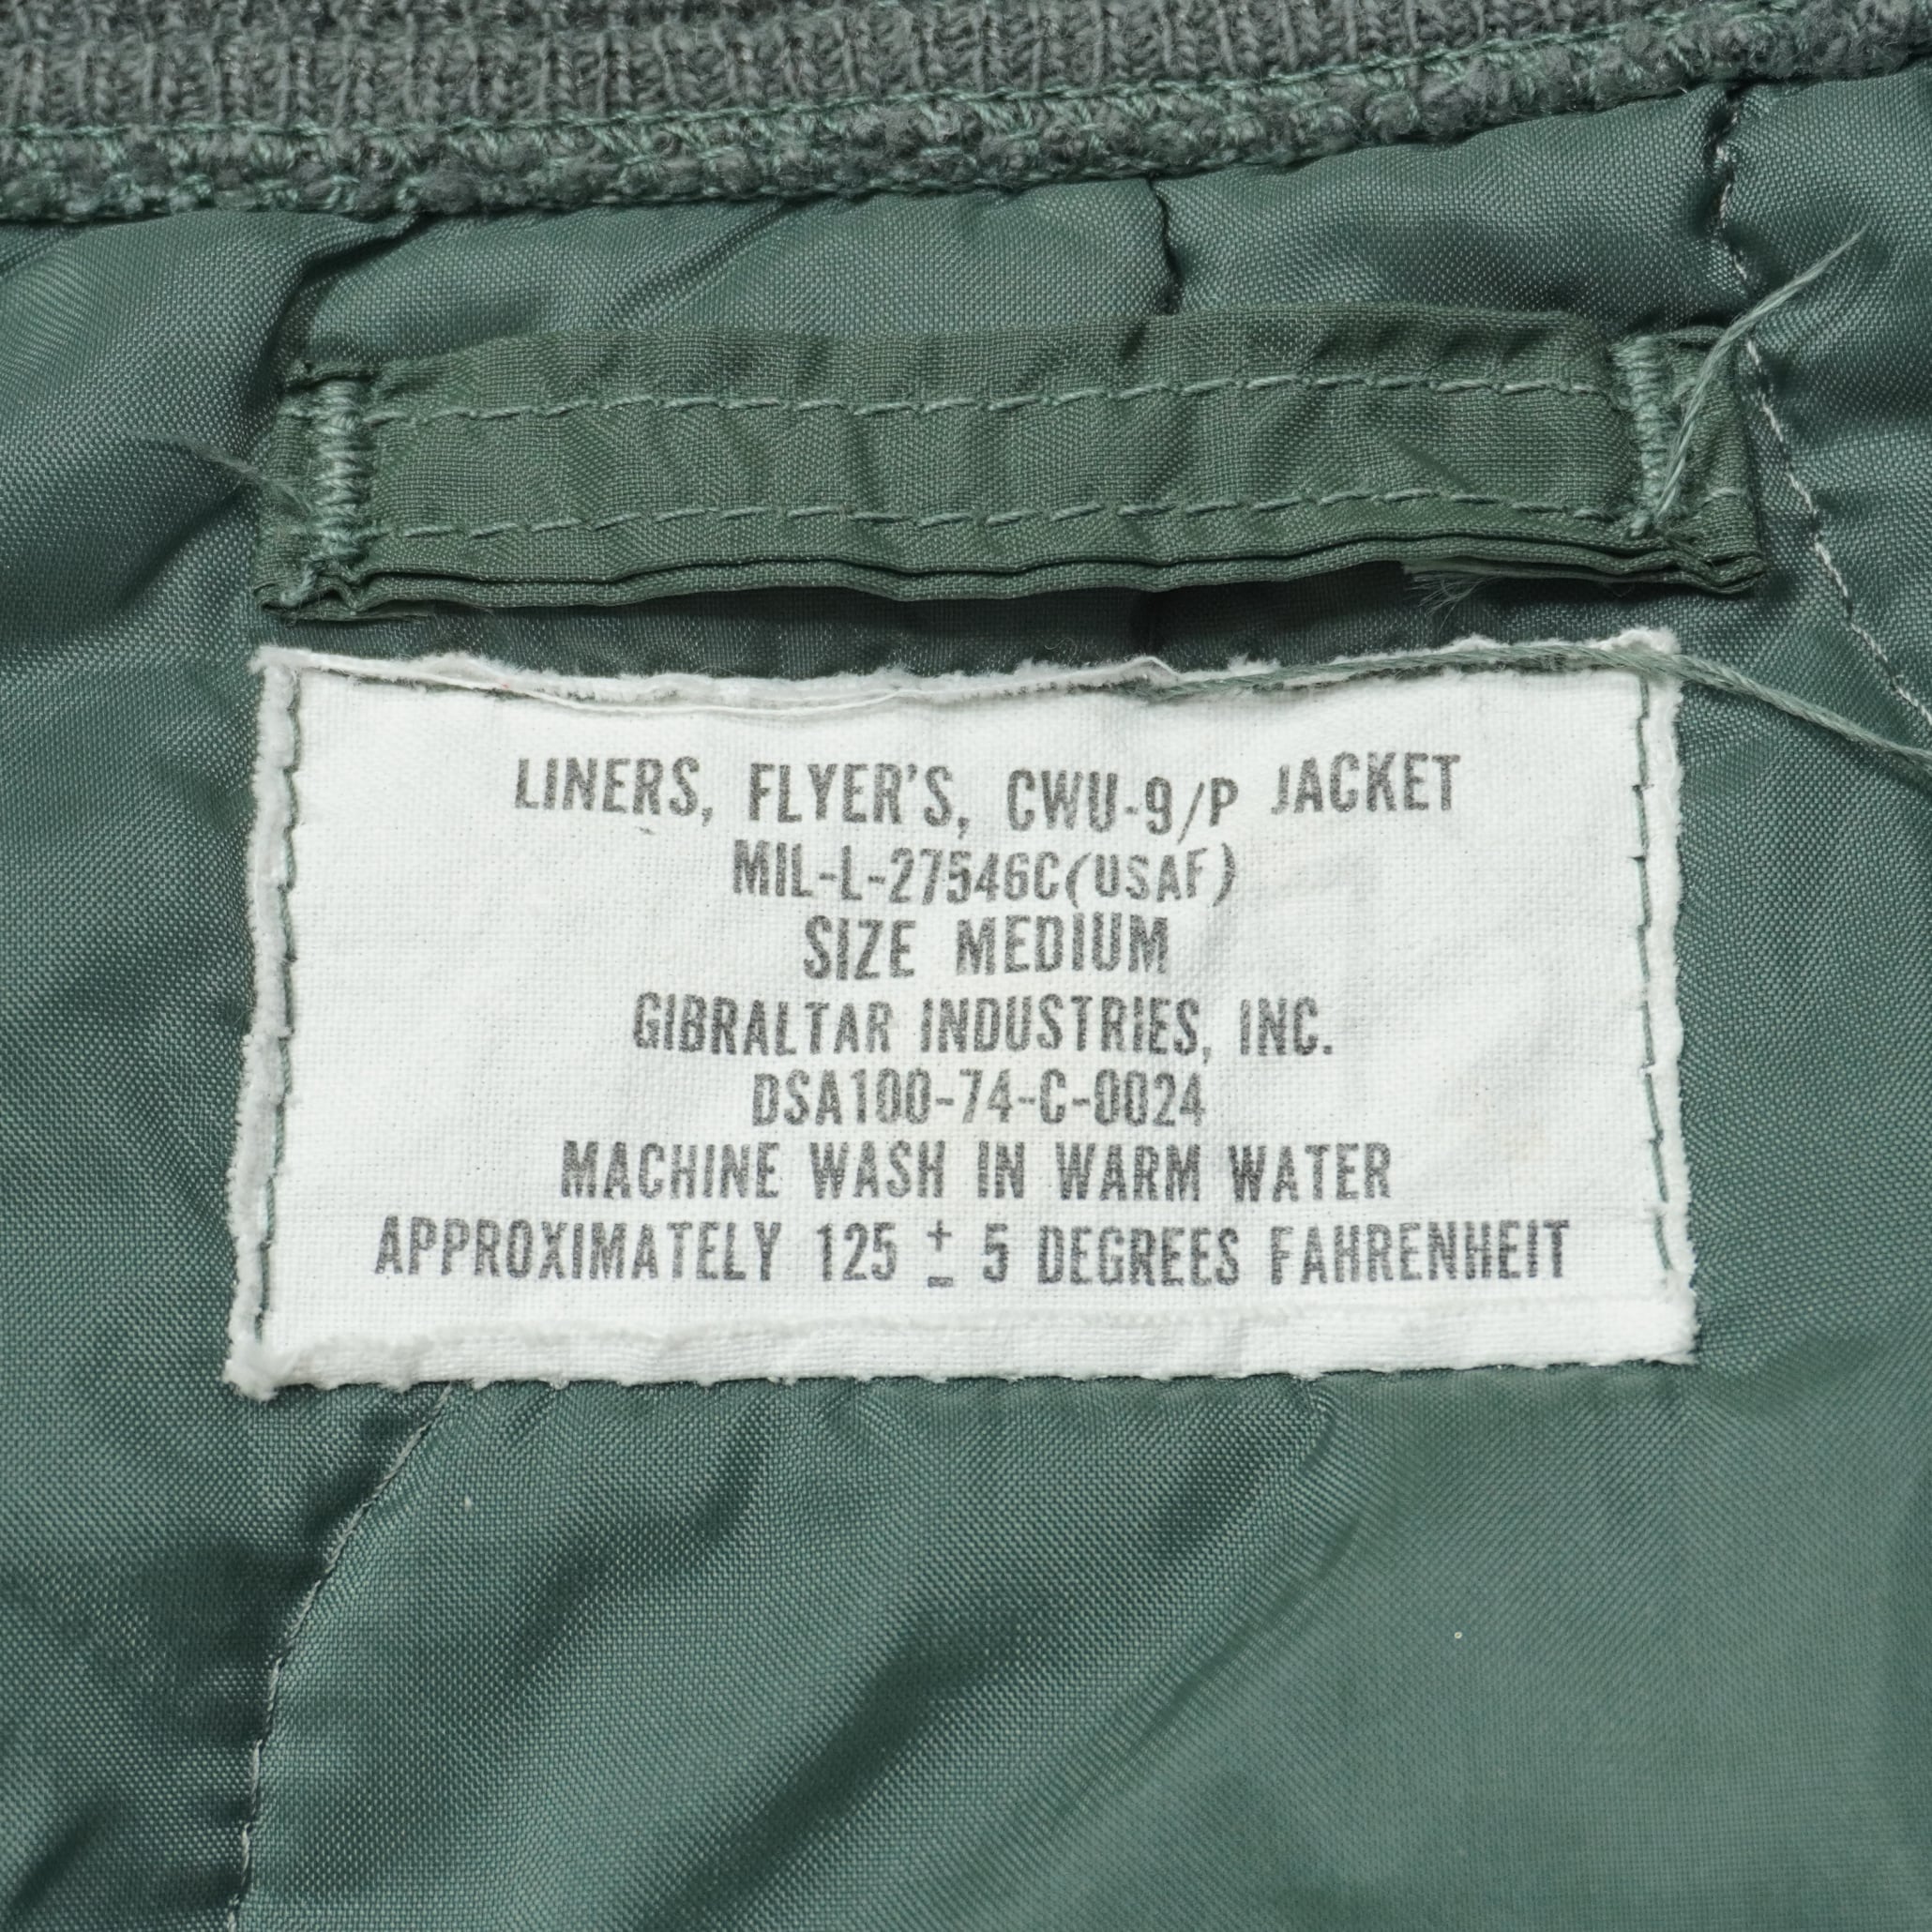 LINERS, FLYER'S, CWU-9/P JACKET
MIL-L-27546C(USAF)
SIZE MEDIUM
GIBRALTAR INDUSTRIES, INC.
DSA100-74-C-0024
MACHINE WASH IN WARM WATER
APPROXIMATELY 125 ± 5 DEGREES FAHRENHEIT